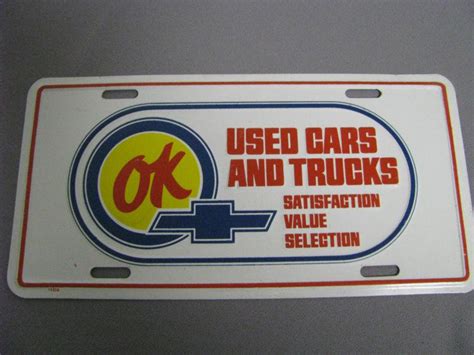 OK
USED CARS
AND TRUCKS
SATISFACTION
VALUE
SELECTION